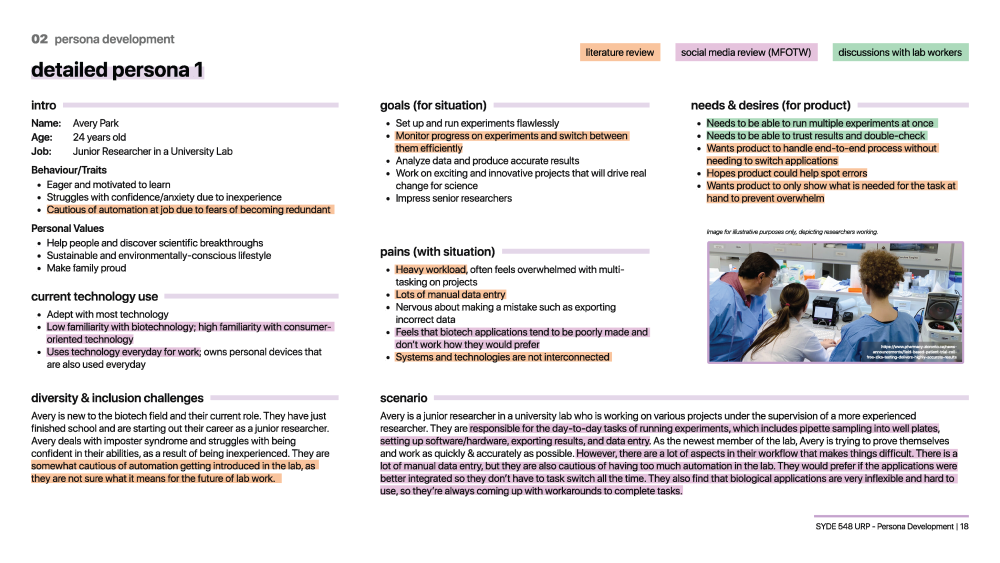 02 persona development
detailed persona 1
literature review
social media review (MFOTW)
discussions with lab workers
intro
Name: Avery Park
Age: 24 years old
Job: Junior Researcher in a University Lab
Behaviour/Traits
• Eager and motivated to learn
• Struggles with confidence/anxiety due to inexperience
• Cautious of automation at job due to fears of becoming redundant
Personal Values
• Help people and discover scientific breakthroughs
• Sustainable and environmentally-conscious lifestyle
• Make family proud
current technology use
• Adept with most technology
• Low familiarity with biotechnology; high familiarity with consumer-
oriented technology
• Uses technology everyday for work; owns personal devices that
are also used everyday
diversity & inclusion challenges
Avery is new to the biotech field and their current role. They have just
finished school and are starting out their career as a junior researcher.
Avery deals with imposter syndrome and struggles with being
confident in their abilities, as a result of being inexperienced. They are
somewhat cautious of automation getting introduced in the lab, as
they are not sure what it means for the future of lab work.
goals (for situation)
• Set up and run experiments flawlessly
• Monitor progress on experiments and switch between
them efficiently
• Analyze data and produce accurate results
• Work on exciting and innovative projects that will drive real
change for science
• Impress senior researchers
pains (with situation)
• Heavy workload, often feels overwhelmed with multi-
tasking on projects
• Lots of manual data entry
• Nervous about making a mistake such as exporting
incorrect data
• Feels that biotech applications tend to be poorly made and
don't work how they would prefer
• Systems and technologies are not interconnected
needs & desires (for product)
• Needs to be able to run multiple experiments at once
• Needs to be able to trust results and double-check
• Wants product to handle end-to-end process without
needing to switch applications
• Hopes product could help spot errors
• Wants product to only show what is needed for the task at
hand to prevent overwhelm
Image for illustrative purposes only, depicting researchers working.
scenario
Avery is a junior researcher in a university lab who is working on various projects under the supervision of a more experienced
researcher. They are responsible for the day-to-day tasks of running experiments, which includes pipette sampling into well plates,
setting up software/hardware, exporting results, and data entry. As the newest member of the lab, Avery is trying to prove themselves
and work as quickly & accurately as possible. However, there are a lot of aspects in their workflow that makes things difficult. There is a
lot of manual data entry, but they are also cautious of having too much automation in the lab. They would prefer if the applications were
better integrated so they don't have to task switch all the time. They also find that biological applications are very inflexible and hard to
use, so they're always coming up with workarounds to complete tasks.
SYDE 548 URP - Persona Development | 18